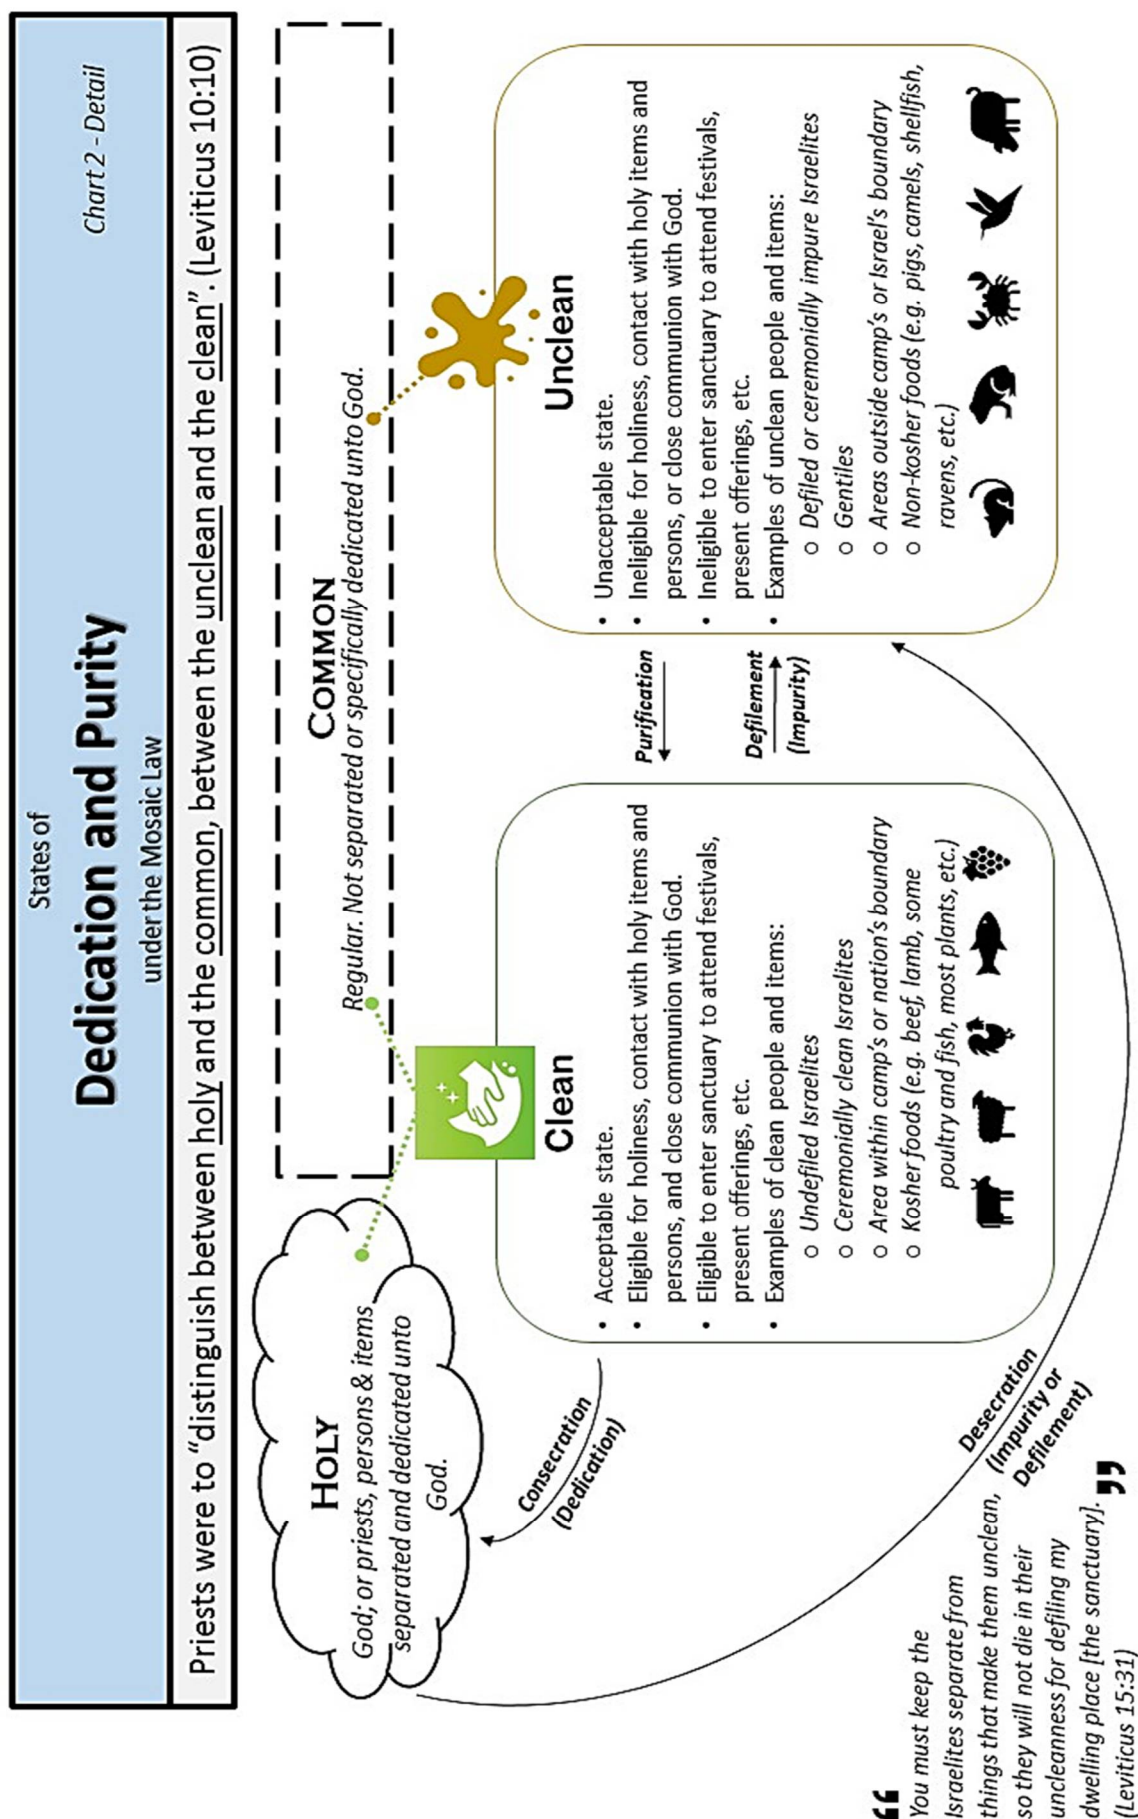 States of
Dedication and Purity
under the Mosaic Law
Chart 2 - Detail
Priests were to “distinguish between holy and the common, between the unclean and the clean”. (Leviticus 10:10)
HOLY
God; or priests, persons & items
separated and dedicated unto
God.
COMMON
Regular. Not separated or specifically dedicated unto God.
Consecration
(Dedication)
Clean
• Acceptable state.
• Eligible for holiness, contact with holy items and
persons, and close communion with God.
• Eligible to enter sanctuary to attend festivals,
present offerings, etc.
• Examples of clean people and items:
o Undefiled Israelites
o Ceremonially clean Israelites
o Area within camp’s or nation’s boundary
o Kosher foods (e.g. beef, lamb, some
poultry and fish, most plants, etc.)
Purification
Defilement
(Impurity)
Unclean
• Unacceptable state.
• Ineligible for holiness, contact with holy items and
persons, or close communion with God.
• Ineligible to enter sanctuary to attend festivals,
present offerings, etc.
• Examples of unclean people and items:
o Defiled or ceremonially impure Israelites
o Gentiles
o Areas outside camp’s or Israel’s boundary
o Non-kosher foods (e.g. pigs, camels, shellfish,
ravens, etc.)
Desecration
(Impurity or
Defilement)
“
You must keep the
Israelites separate from
things that make them unclean,
so they will not die in their
uncleanness for defiling my
dwelling place [the sanctuary].
”
(Leviticus 15:31)